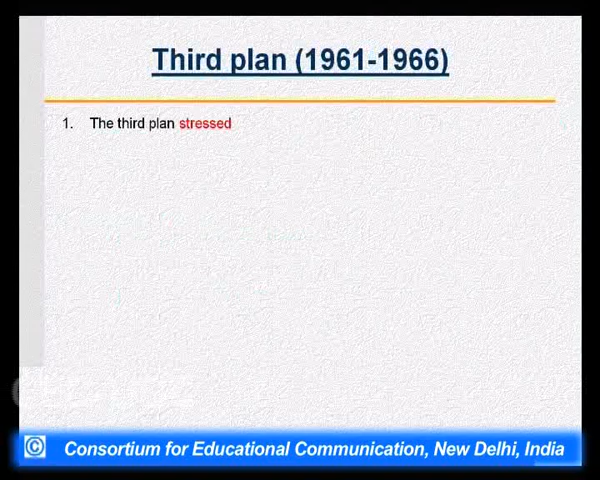 Third plan (1961-1966)
1. The third plan stressed
© Consortium for Educational Communication, New Delhi, India